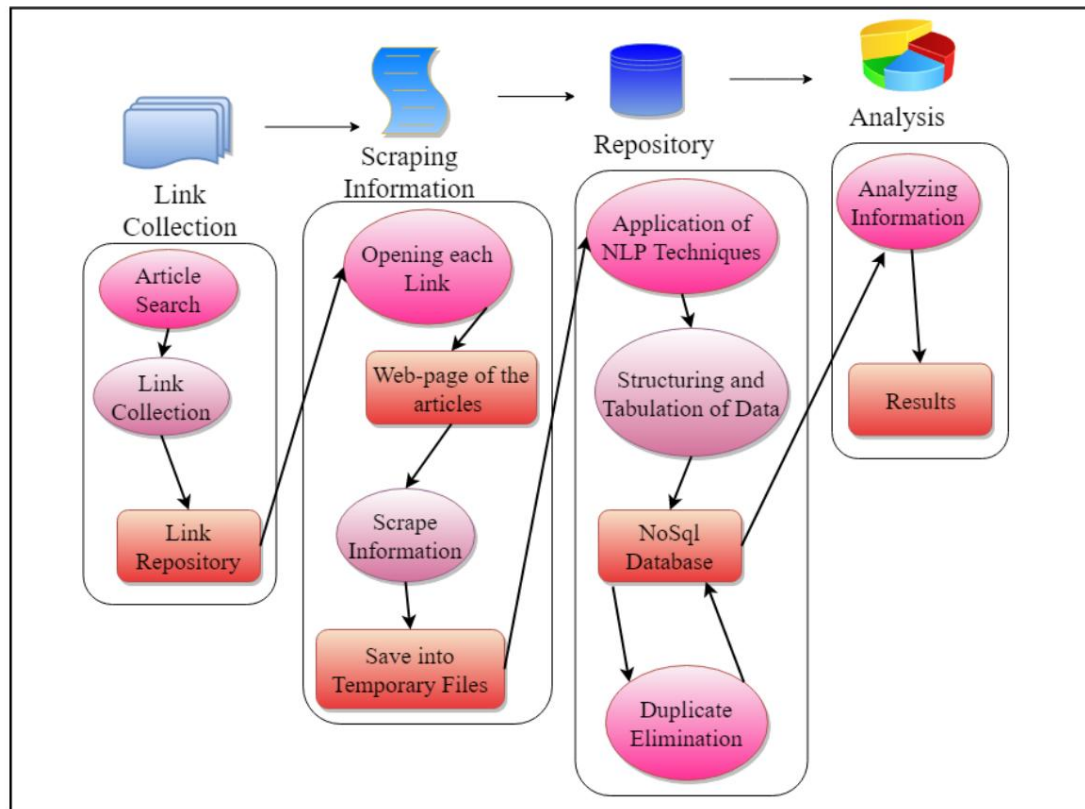 Link
Collection
Article
Search
Link
Collection
Link
Repository
Scraping
Information
Opening each
Link
Web-page of the
articles
Scrape
Information
Save into
Temporary Files
Repository
Application of
NLP Techniques
Structuring and
Tabulation of Data
NoSql
Database
Duplicate
Elimination
Analysis
Analyzing
Information
Results